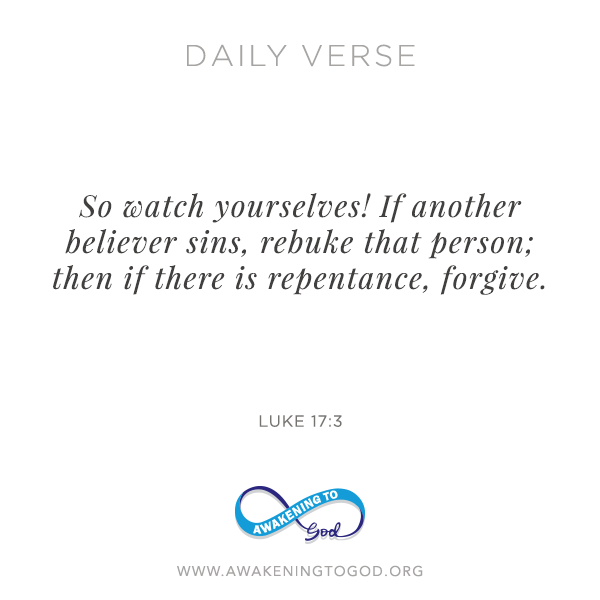 DAILY VERSE
So watch yourselves! If another
believer sins, rebuke that person;
then if there is repentance, forgive.
LUKE 17:3
AWAKENING TO
God
WWW.AWAKENINGTOGOD.ORG